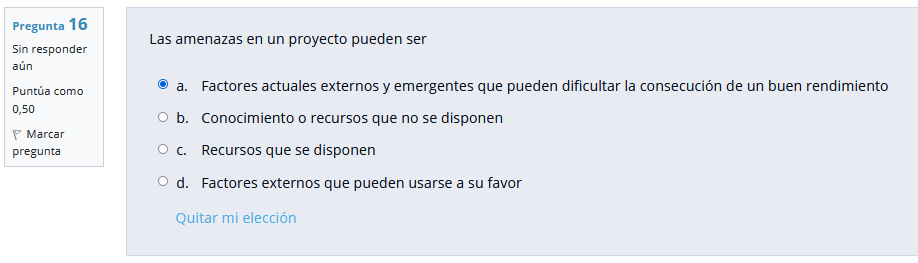 Pregunta 16
Sin responder
aún
Puntúa como
0,50
Marcar
pregunta
Las amenazas en un proyecto pueden ser
a. Factores actuales externos y emergentes que pueden dificultar la consecución de un buen rendimiento
b. Conocimiento o recursos que no se disponen
c. Recursos que se disponen
d. Factores externos que pueden usarse a su favor
Quitar mi elección